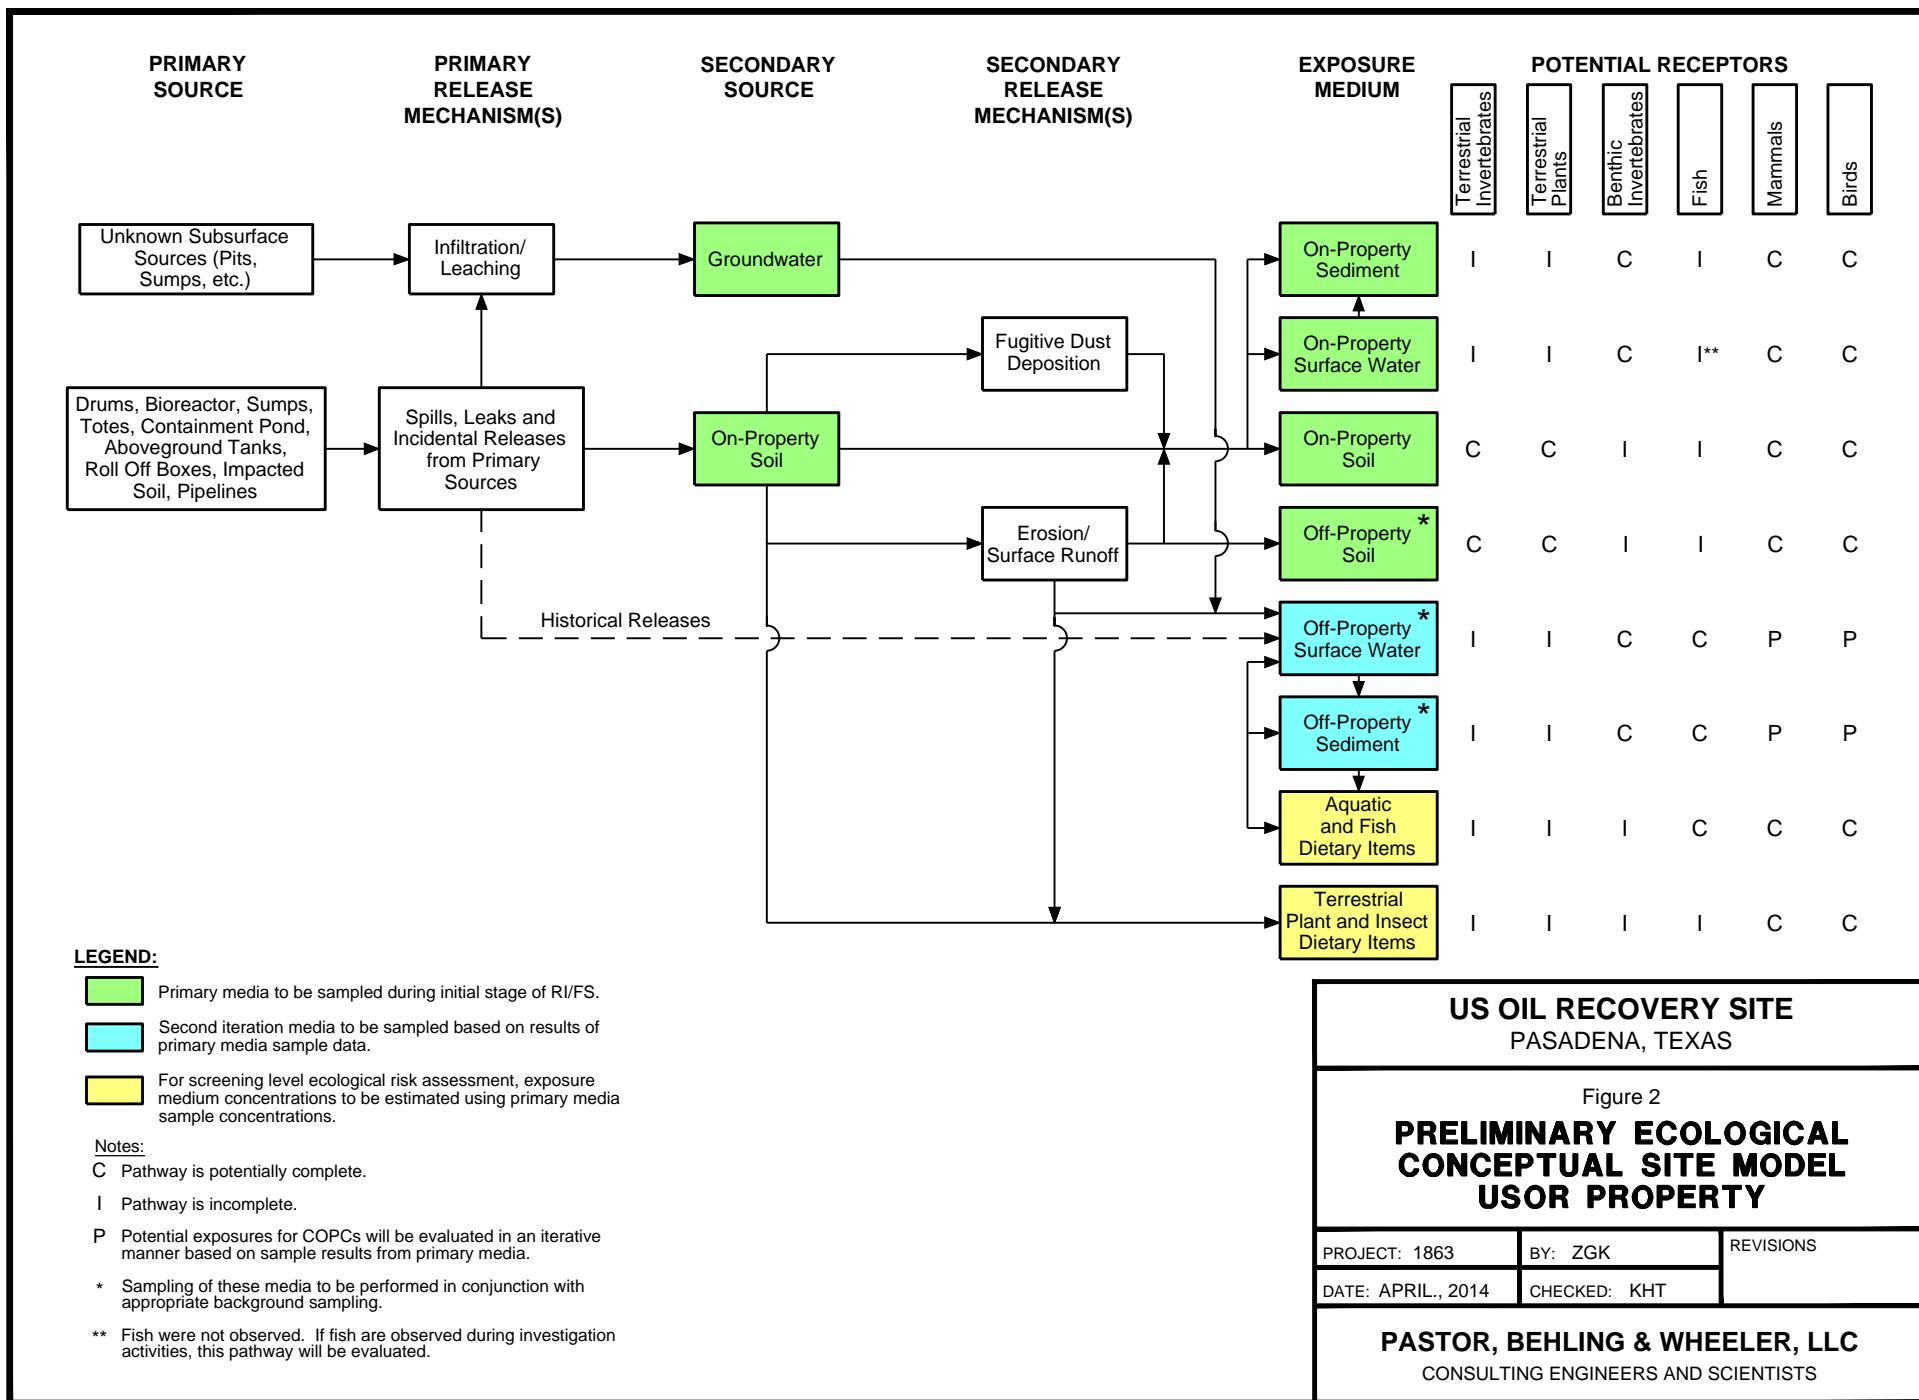 PRIMARY
SOURCE
PRIMARY
RELEASE
MECHANISM(S)
SECONDARY
SOURCE
SECONDARY
RELEASE
MECHANISM(S)
EXPOSURE
MEDIUM
POTENTIAL RECEPTORS
Terrestrial
Invertebrates
Terrestrial
Plants
Benthic
Invertebrates
Fish
Mammals
Birds
Unknown Subsurface
Sources (Pits,
Sumps, etc.)
Infiltration/
Leaching
Groundwater
On-Property
Sediment
I I C I C C
Fugitive Dust
Deposition
On-Property
Surface Water
I I C I** C C
Drums, Bioreactor, Sumps,
Totes, Containment Pond,
Aboveground Tanks,
Roll Off Boxes, Impacted
Soil, Pipelines
Spills, Leaks and
Incidental Releases
from Primary
Sources
On-Property
Soil
On-Property
Soil
C C I I C C
Erosion/
Surface Runoff
Off-Property *
Soil
C C I I C C
Historical Releases
Off-Property *
Surface Water
I I C C P P
Off-Property *
Sediment
I I C C P P
Aquatic
and Fish
Dietary Items
I I I C C C
Terrestrial
Plant and Insect
Dietary Items
I I I I C C
LEGEND:
Primary media to be sampled during initial stage of RI/FS.
Second iteration media to be sampled based on results of
primary media sample data.
For screening level ecological risk assessment, exposure
medium concentrations to be estimated using primary media
sample concentrations.
Notes:
C Pathway is potentially complete.
I Pathway is incomplete.
P Potential exposures for COPCs will be evaluated in an iterative
manner based on sample results from primary media.
* Sampling of these media to be performed in conjunction with
appropriate background sampling.
** Fish were not observed. If fish are observed during investigation
activities, this pathway will be evaluated.
US OIL RECOVERY SITE
PASADENA, TEXAS
Figure 2
PRELIMINARY ECOLOGICAL
CONCEPTUAL SITE MODEL
USOR PROPERTY
PROJECT: 1863
BY: ZGK
REVISIONS
DATE: APRIL., 2014
CHECKED: KHT
PASTOR, BEHLING & WHEELER, LLC
CONSULTING ENGINEERS AND SCIENTISTS